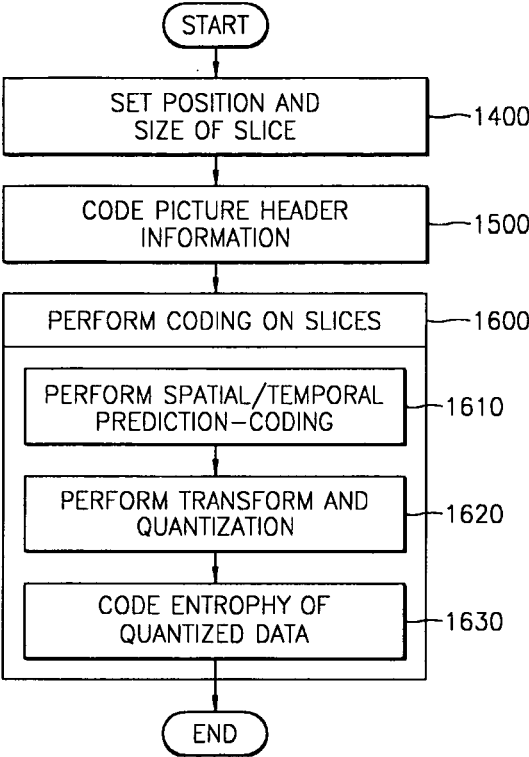 START
SET POSITION AND
SIZE OF SLICE
1400
CODE PICTURE HEADER
INFORMATION
1500
PERFORM CODING ON SLICES
1600
PERFORM SPATIAL/TEMPORAL
PREDICTION-CODING
1610
PERFORM TRANSFORM AND
QUANTIZATION
1620
CODE ENTROPHY OF
QUANTIZED DATA
1630
END